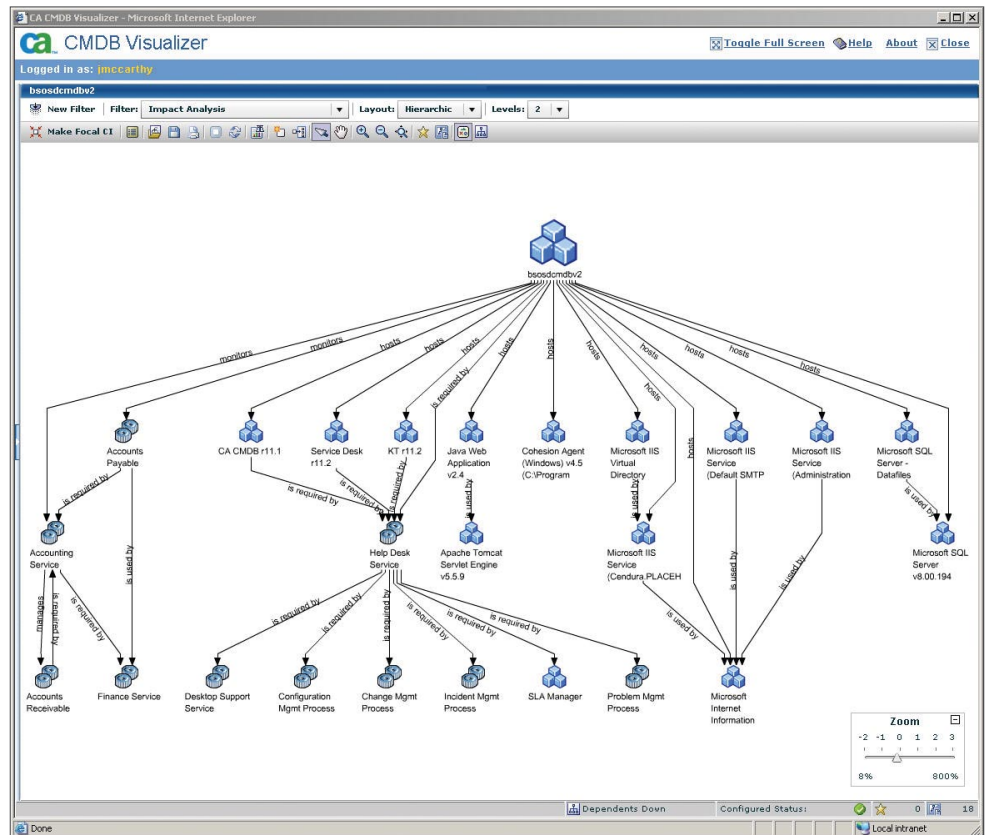 CA CMDB Visualizer - Microsoft Internet Explorer
ca CMDB Visualizer
Toggle Full Screen Help About Close
Logged in as: jmccarthy
bsosdcmdbv2
New Filter Filter: Impact Analysis Layout: Hierarchic Levels: 2
Make Focal CI
bsosdcmdbv2
monitors
monitors
hosts
hosts
hosts
is required by
hosts
hosts
hosts
hosts
hosts
hosts
hosts
hosts
hosts
Accounts
Payable
CA CMDB r11.1
Service Desk
r11.2
KT r11.2
Java Web
Application
v2.4
Cohesion Agent
(Windows) v4.5
(C:\Program
Microsoft IIS
Virtual
Directory
Microsoft IIS
Service
(Default SMTP
Microsoft IIS
Service
(Administration
Microsoft SQL
Server -
Datafiles
is required by
is required by
is required by
is required by
is used by
is used by
is used by
Accounting
Service
Help Desk
Service
Apache Tomcat
Servlet Engine
v5.5.9
Microsoft IIS
Service
(Cendura.PLACEH
Microsoft SQL
Server
v8.00.194
manages
is required by
is required by
is used by
is required by
is required by
is required by
is required by
is required by
is required by
is used by
is used by
is used by
Accounts
Receivable
Finance Service
Desktop Support
Service
Configuration
Mgmt Process
Change Mgmt
Process
Incident Mgmt
Process
SLA Manager
Problem Mgmt
Process
Microsoft
Internet
Information
Zoom
-2 -1 0 1 2 3
8% 800%
Dependents Down Configured Status: 0 18
Done Local intranet